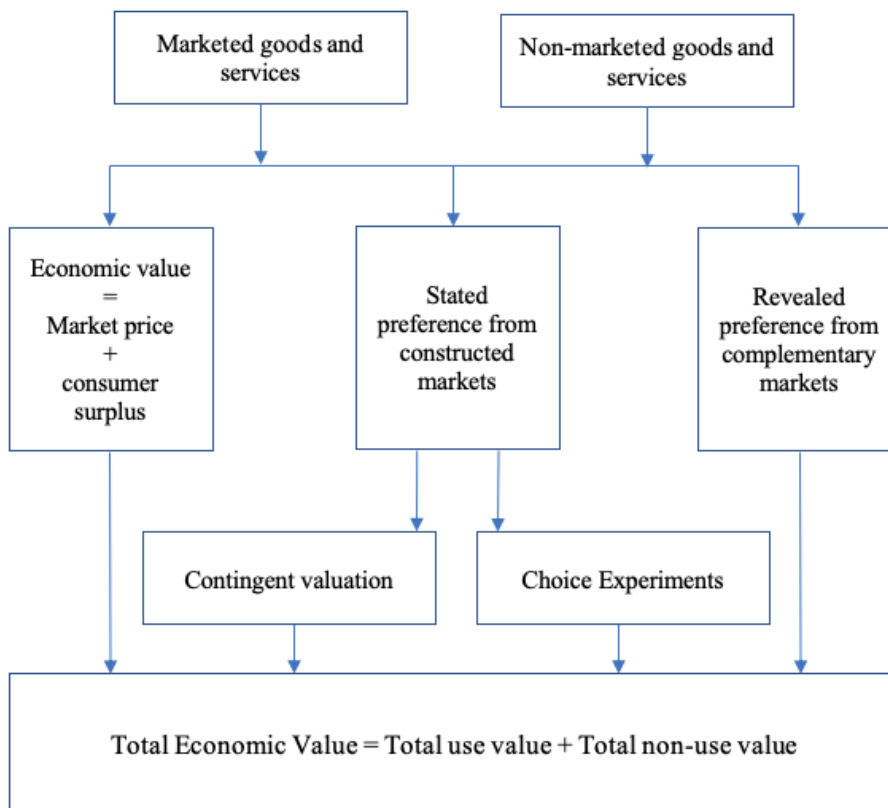 Marketed goods and
services
Non-marketed goods and
services
Economic value
=
Market price
+
consumer
surplus
Stated
preference from
constructed
markets
Revealed
preference from
complementary
markets
Contingent valuation
Choice Experiments
Total Economic Value = Total use value + Total non-use value